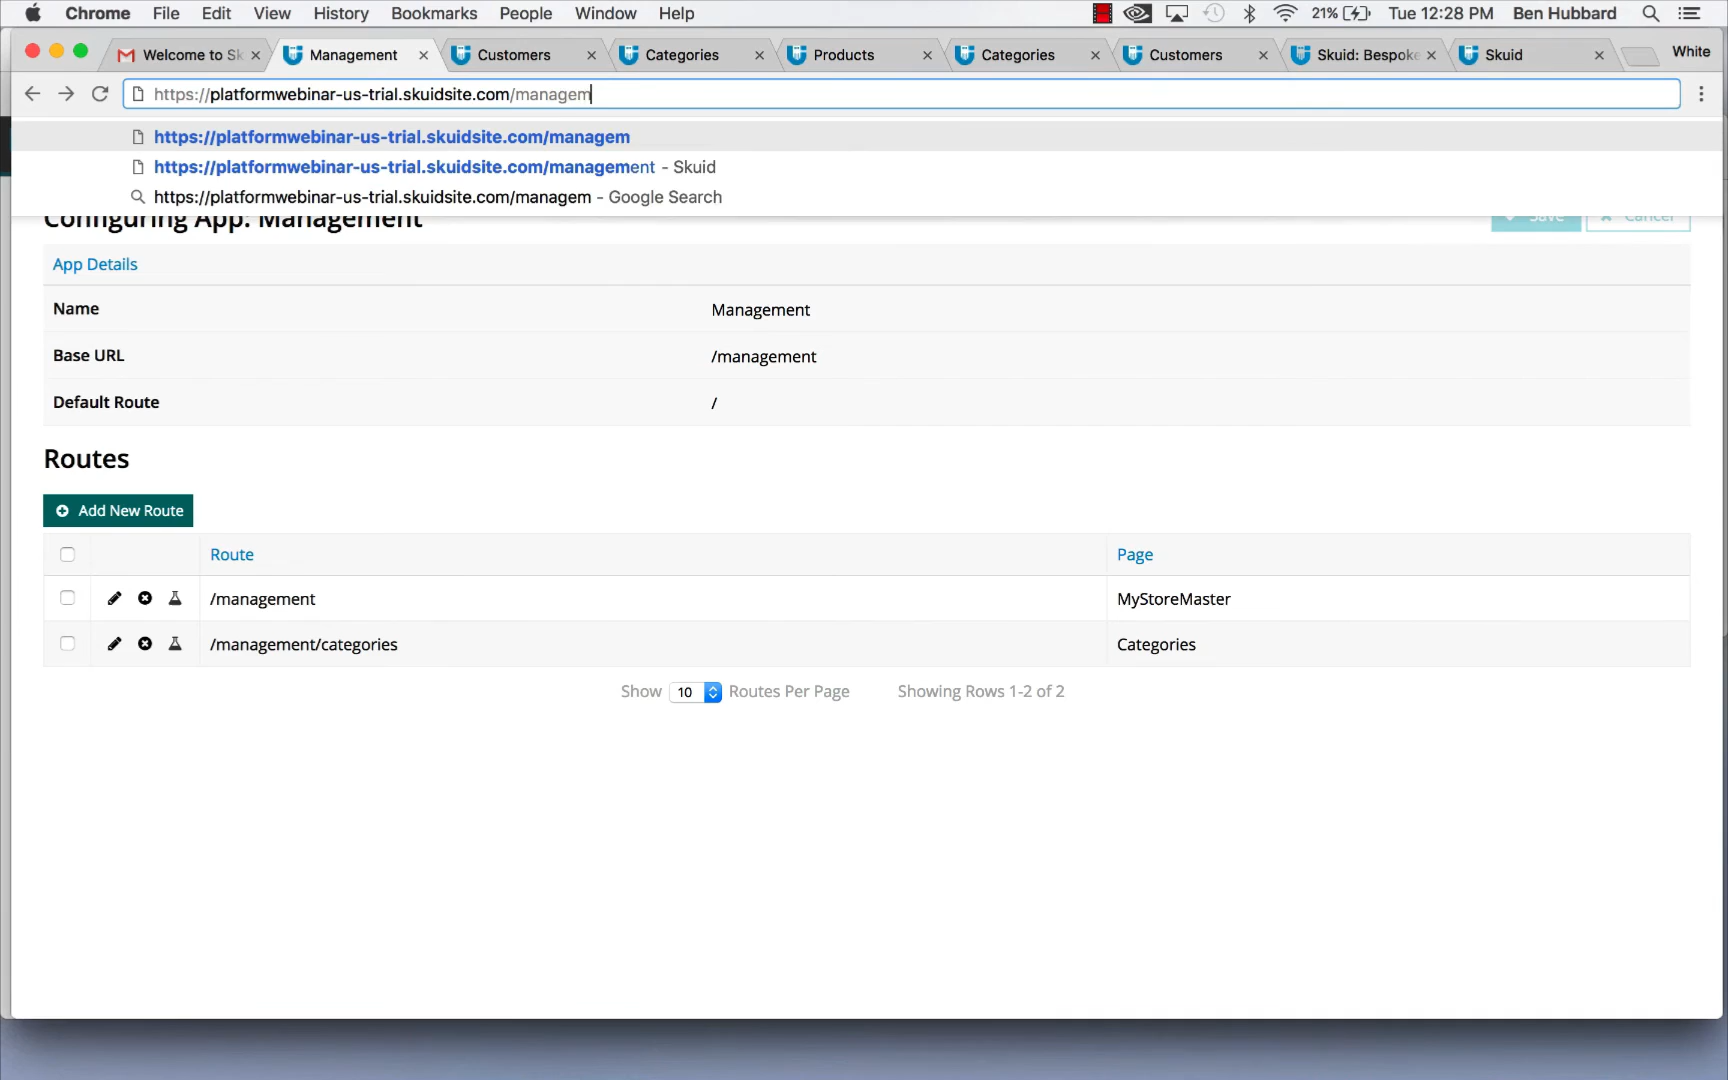 Chrome File Edit View History Bookmarks People Window Help 21% Tue 12:28 PM Ben Hubbard
Welcome to Sk Management Customers Categories Products Categories Customers Skuid: Bespoke Skuid White
https://platformwebinar-us-trial.skuidsite.com/managem
https://platformwebinar-us-trial.skuidsite.com/managem
https://platformwebinar-us-trial.skuidsite.com/management - Skuid
https://platformwebinar-us-trial.skuidsite.com/managem - Google Search
Configuring App: Management Save Cancel
App Details
Name Management
Base URL /management
Default Route /
Routes
Add New Route
Route Page
/management MyStoreMaster
/management/categories Categories
Show 10 Routes Per Page Showing Rows 1-2 of 2